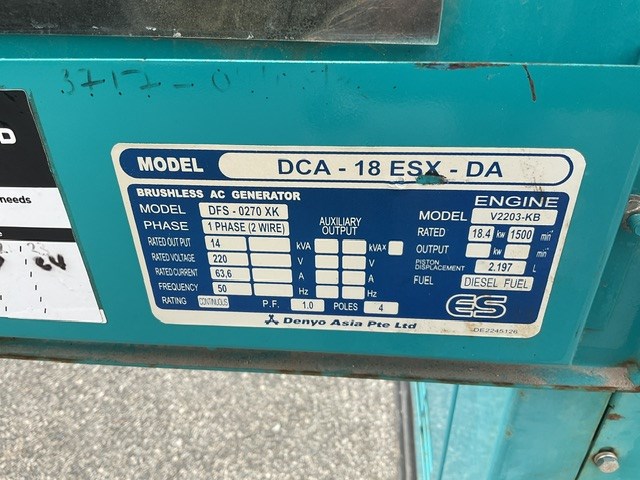 3717-
D
needs
MODEL DCA - 18 ESX - DA
BRUSHLESS AC GENERATOR
MODEL DFS - 0270 XK
PHASE 1 PHASE (2 WIRE)
RATED OUT PUT 14 kVA
RATED VOLTAGE 220 V
RATED CURRENT 63,6 A
FREQUENCY 50 Hz
RATING CONTINUOUS P.F. 1.0 POLES 4
AUXILIARY
OUTPUT
kVA x
V
A
Hz
ENGINE
MODEL V2203-KB
RATED 18.4 kW 1500 min⁻¹
OUTPUT kW min⁻¹
PISTON
DISPLACEMENT 2.197 L
FUEL DIESEL FUEL
ES
Denyo Asia Pte Ltd
DE2245126